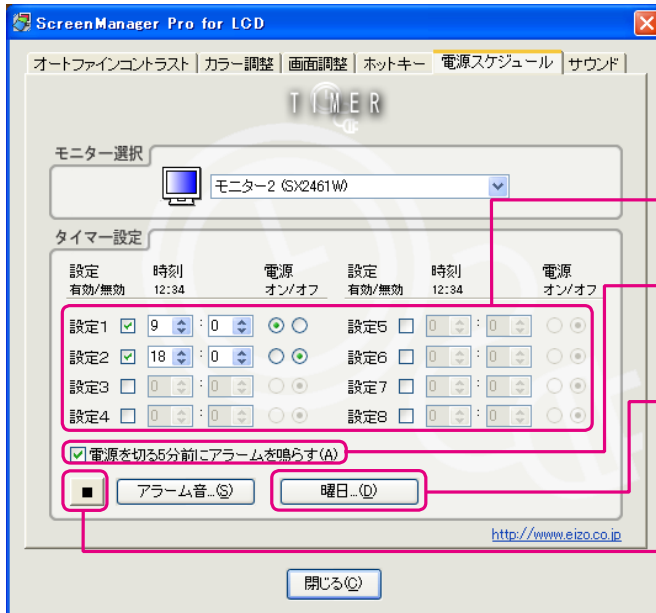 ScreenManager Pro for LCD
オートファインコントラスト カラー調整 画面調整 ホットキー 電源スケジュール サウンド
TIMER
モニター選択
モニター2 (SX2461W)
タイマー設定
設定 時刻 電源 設定 時刻 電源
有効/無効 12:34 オン/オフ 有効/無効 12:34 オン/オフ
設定1 9 : 0 設定5 0 : 0
設定2 18 : 0 設定6 0 : 0
設定3 0 : 0 設定7 0 : 0
設定4 0 : 0 設定8 0 : 0
電源を切る5分前にアラームを鳴らす(A)
アラーム音...(S) 曜日...(D)
http://www.eizo.co.jp
閉じる(C)